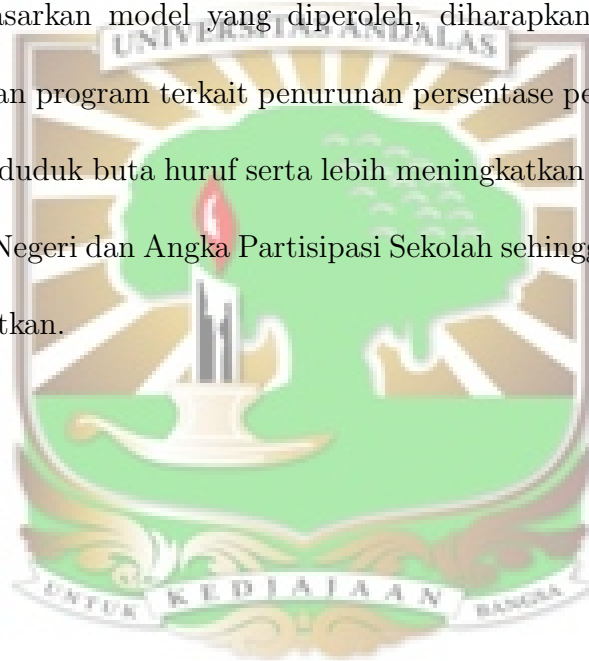 asarkan model yang diperoleh, diharapkan
UNIVERSITAS ANDALAS
an program terkait penurunan persentase pe
duduk buta huruf serta lebih meningkatkan
Negeri dan Angka Partisipasi Sekolah sehingg
tkan.
UNTUK KEDJAJAAN BANGSA